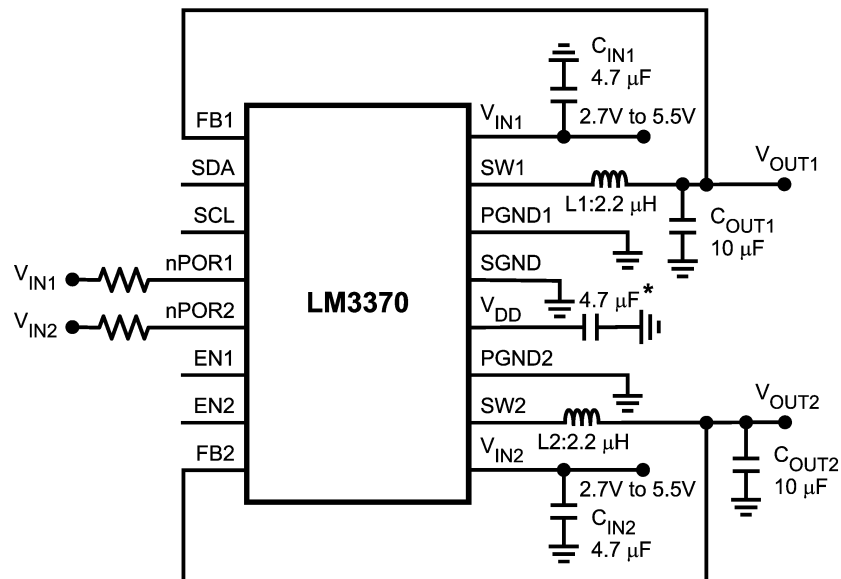 C_IN1
4.7 μF
FB1
V_IN1
2.7V to 5.5V
SDA
SW1
V_OUT1
L1:2.2 μH
SCL
PGND1
C_OUT1
10 μF
V_IN1
nPOR1
SGND
LM3370
V_IN2
nPOR2
V_DD
4.7 μF*
EN1
PGND2
EN2
SW2
V_OUT2
L2:2.2 μH
FB2
V_IN2
2.7V to 5.5V
C_OUT2
10 μF
C_IN2
4.7 μF